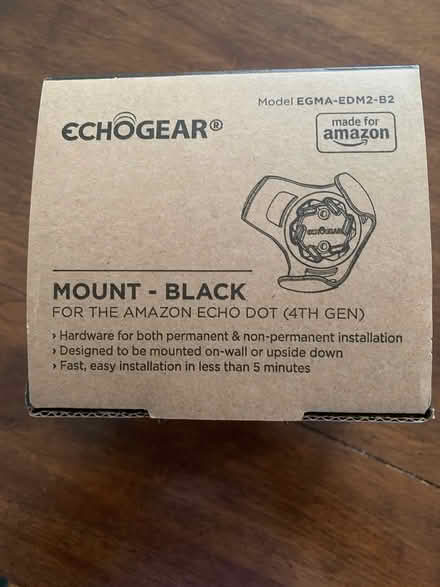 Model EGMA-EDM2-B2
ECHOGEAR®
made for
amazon
ECHOGEAR
MOUNT - BLACK
FOR THE AMAZON ECHO DOT (4TH GEN)
› Hardware for both permanent & non-permanent installation
› Designed to be mounted on-wall or upside down
› Fast, easy installation in less than 5 minutes